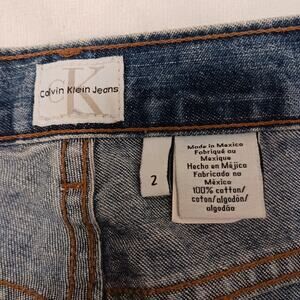 CK
Calvin Klein Jeans
2
Made in Mexico
Fabriqué au
Mexique
Hecho en Méjico
Fabricado no
México
100% cotton/
coton/algodón/
algodão